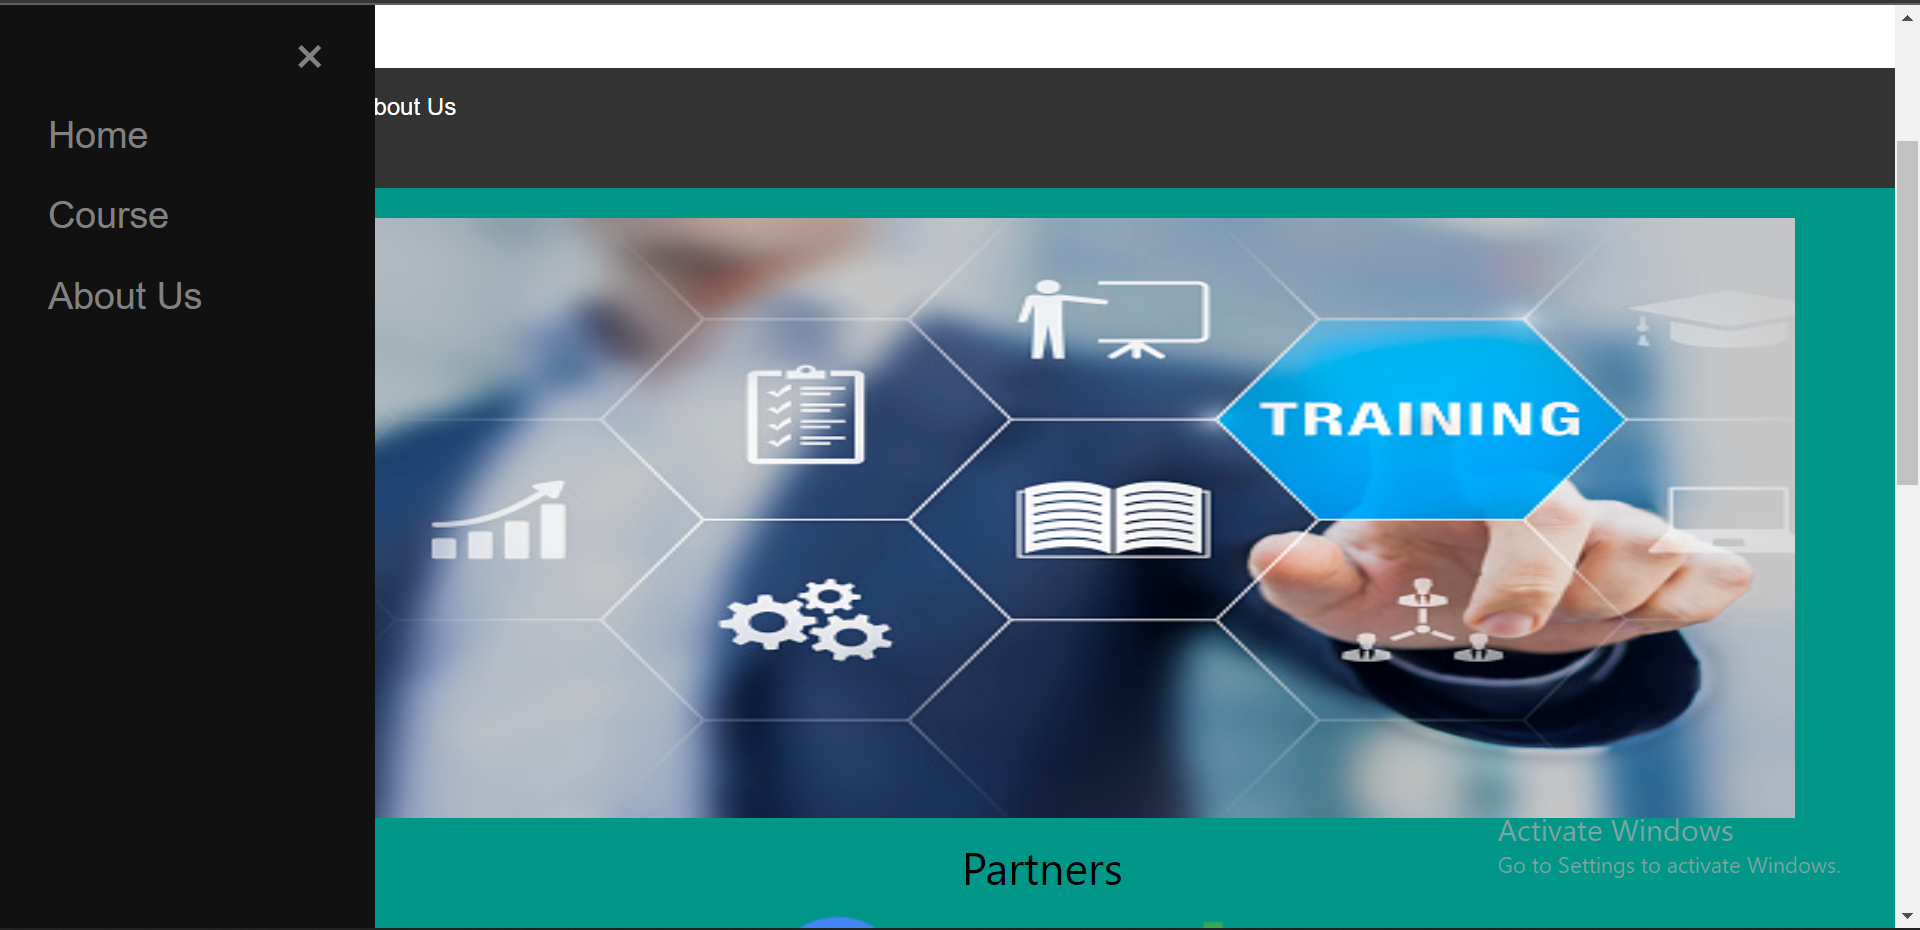 ×
Home
Course
About Us
bout Us
TRAINING
Partners
Activate Windows
Go to Settings to activate Windows.